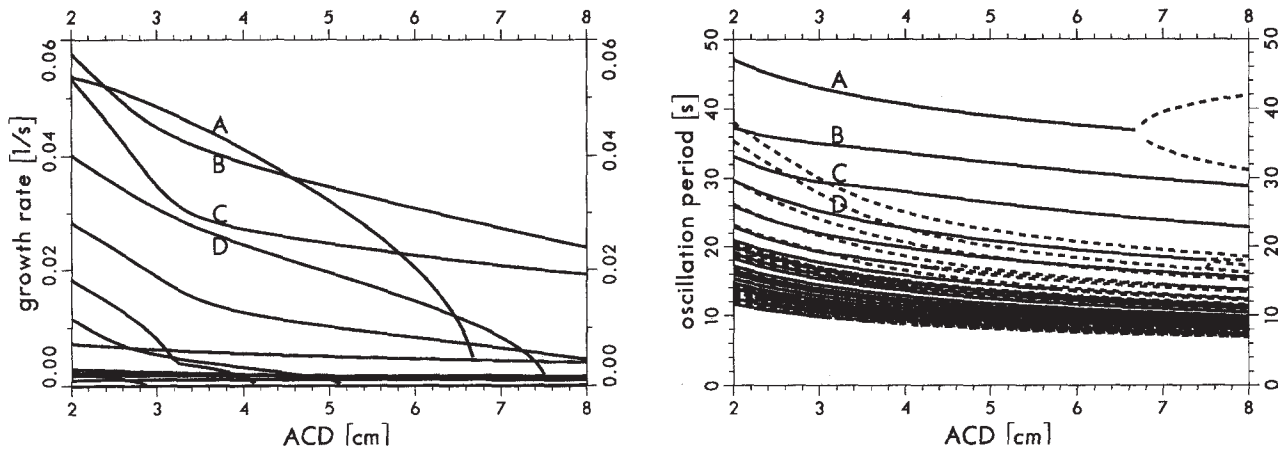 2 3 4 5 6 7 8
0.06 0.06
0.04 0.04
0.02 0.02
0.00 0.00
growth rate [1/s]
A
B
C
D
2 3 4 5 6 7 8
ACD [cm]
2 3 4 5 6 7 8
50 50
40 40
30 30
20 20
10 10
0 0
oscillation period [s]
A
B
C
D
2 3 4 5 6 7 8
ACD [cm]